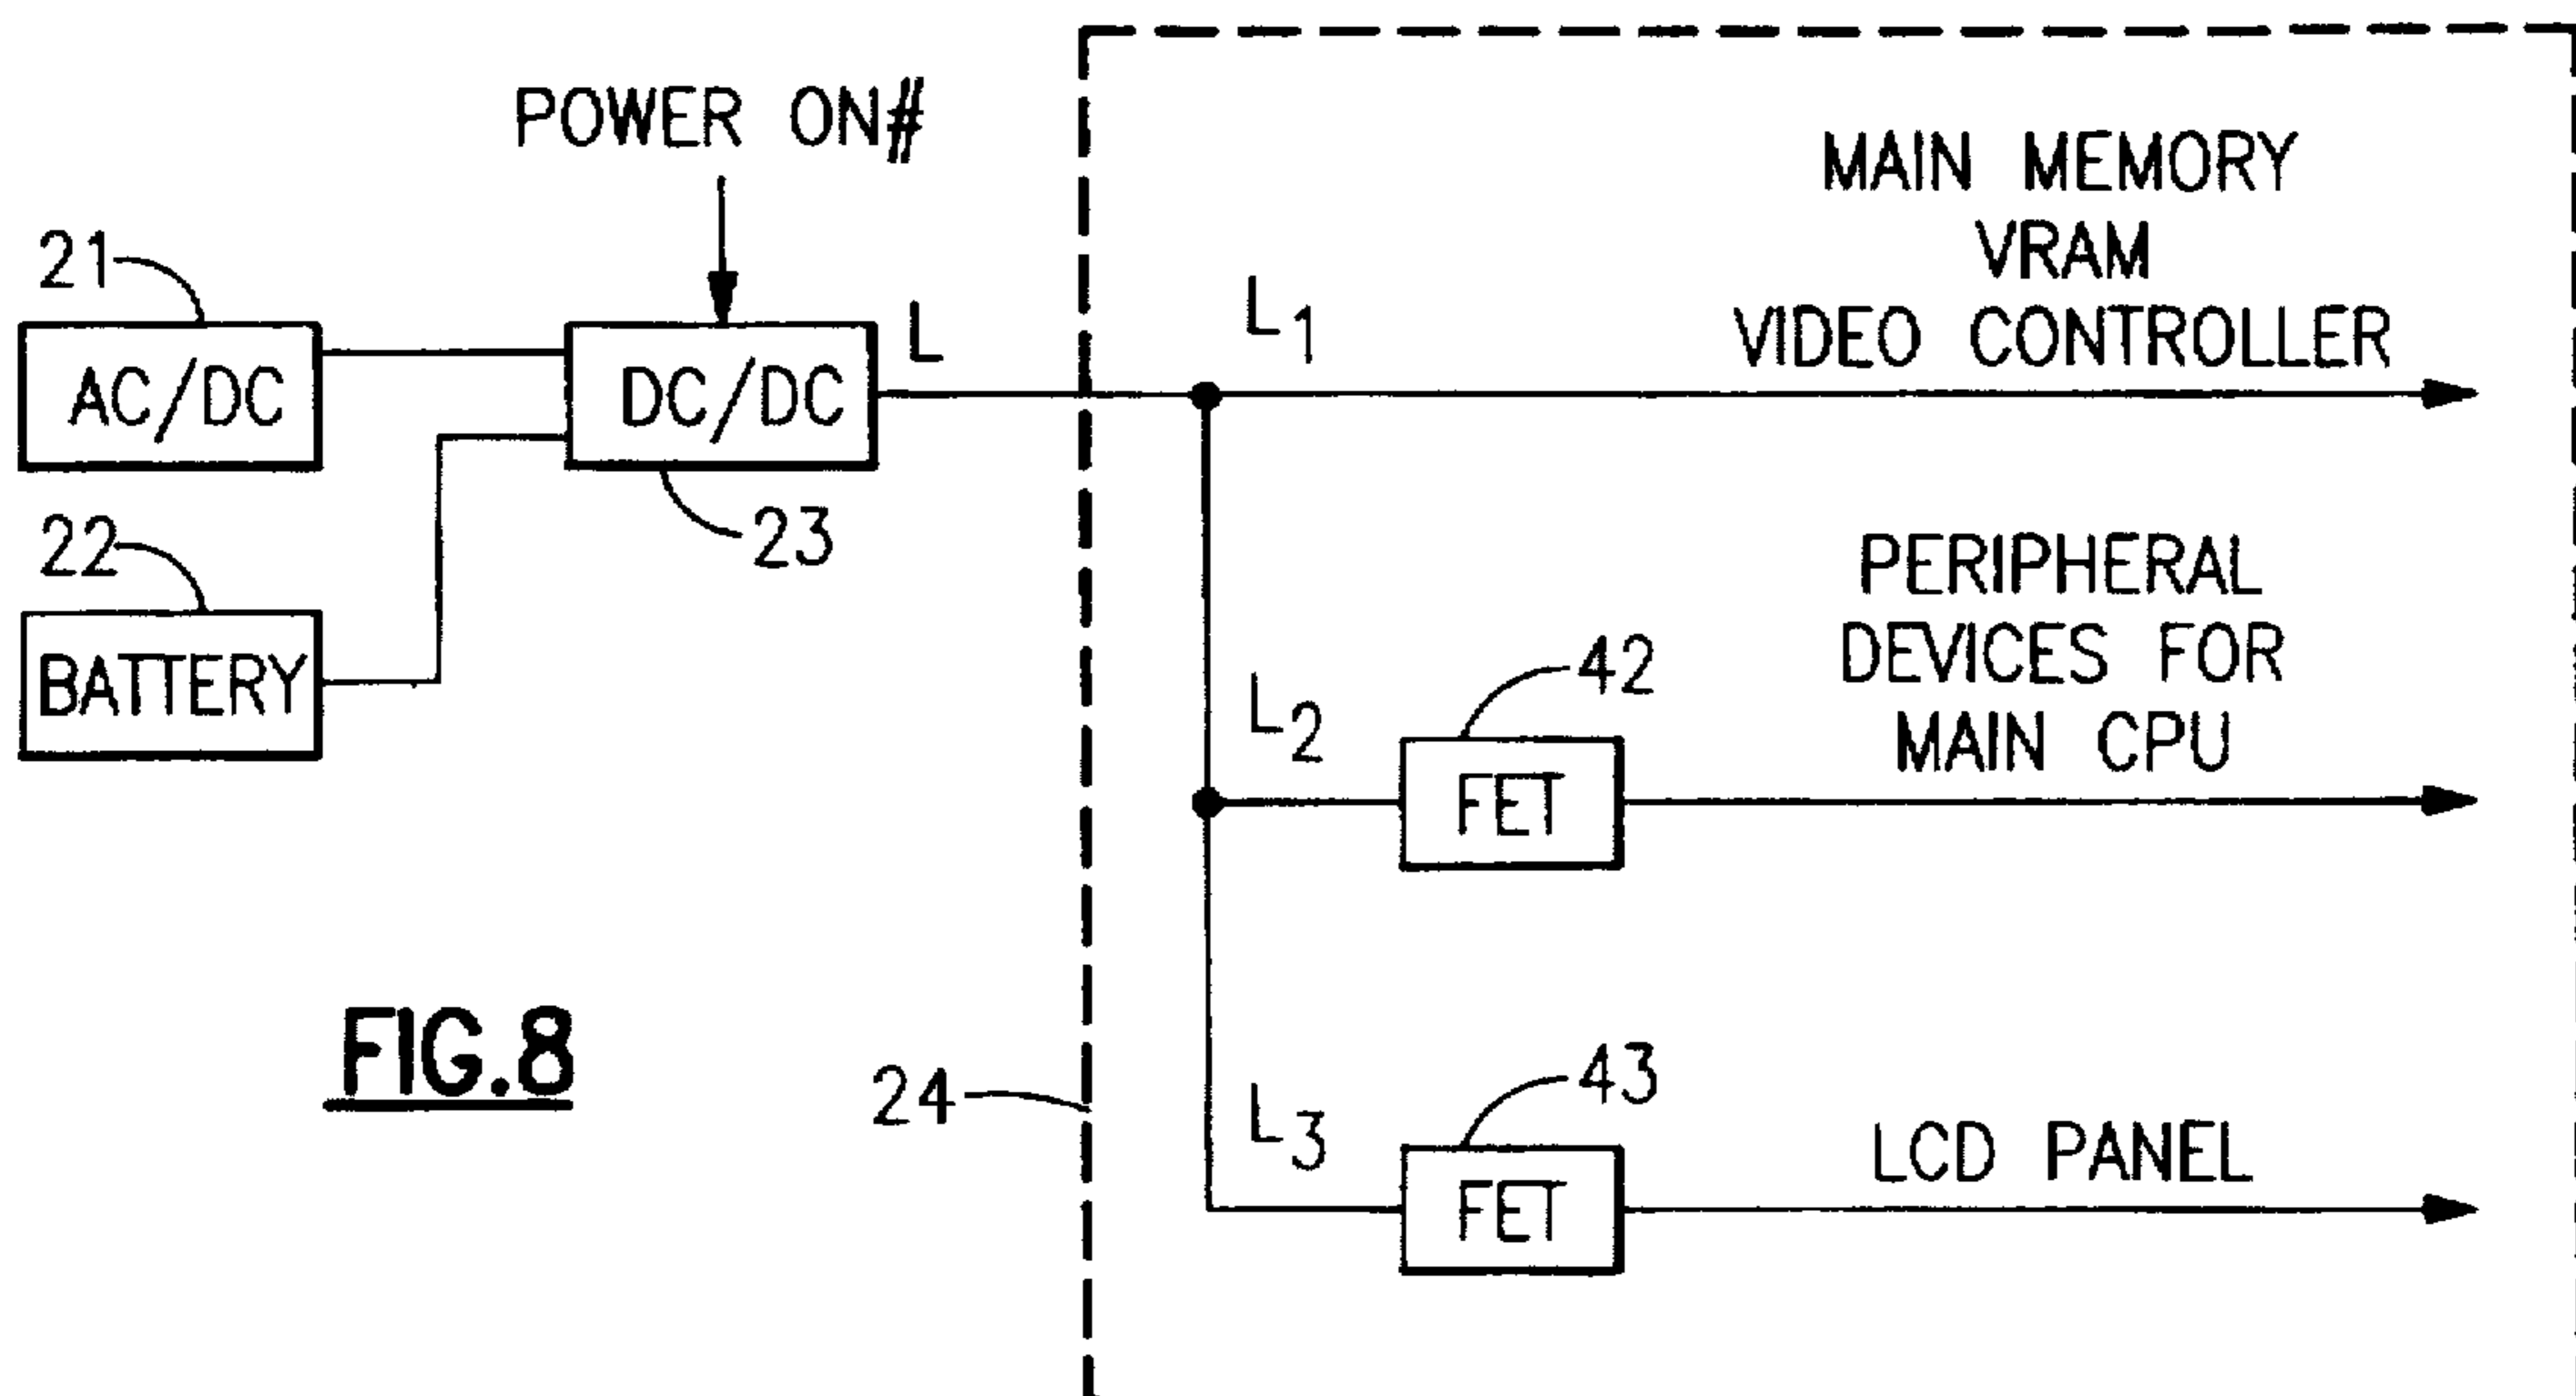 POWER ON#
21
AC/DC
DC/DC
L
23
22
BATTERY
FIG.8
24
L1
MAIN MEMORY
VRAM
VIDEO CONTROLLER
L2
42
FET
PERIPHERAL
DEVICES FOR
MAIN CPU
L3
43
FET
LCD PANEL